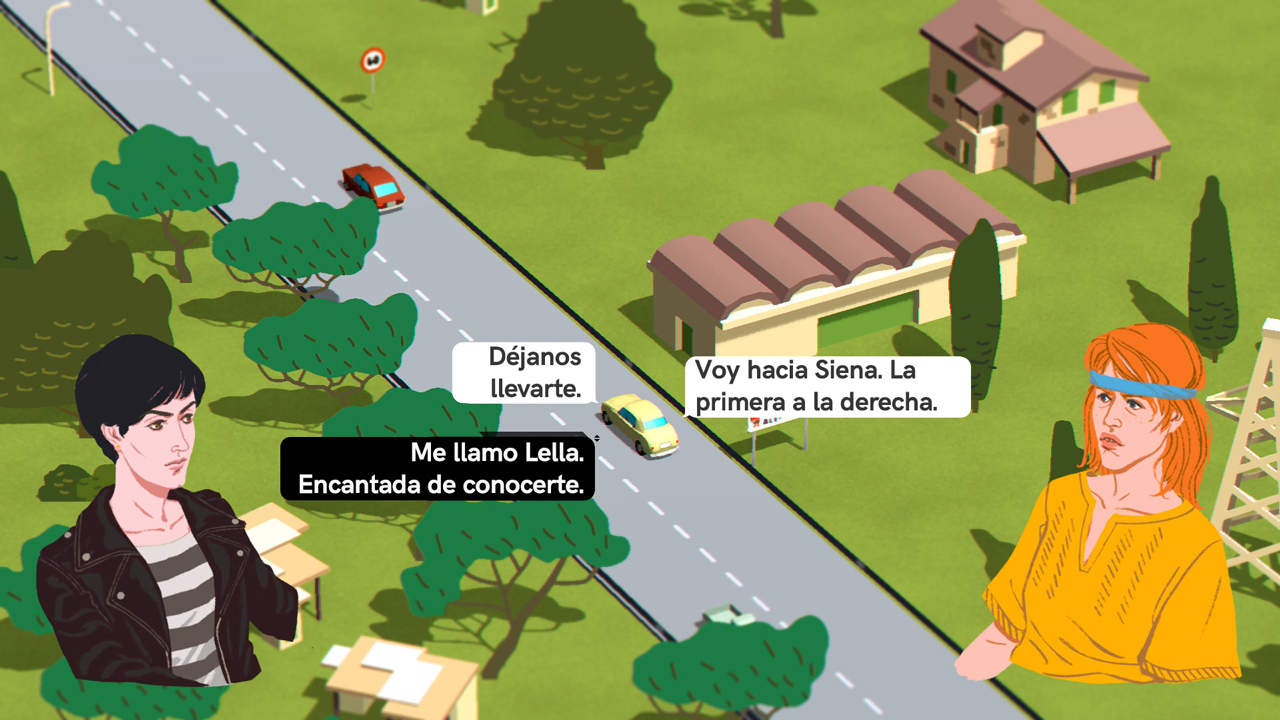 Déjanos
llevarte.
Voy hacia Siena. La
primera a la derecha.
Me llamo Lella.
Encantada de conocerte.